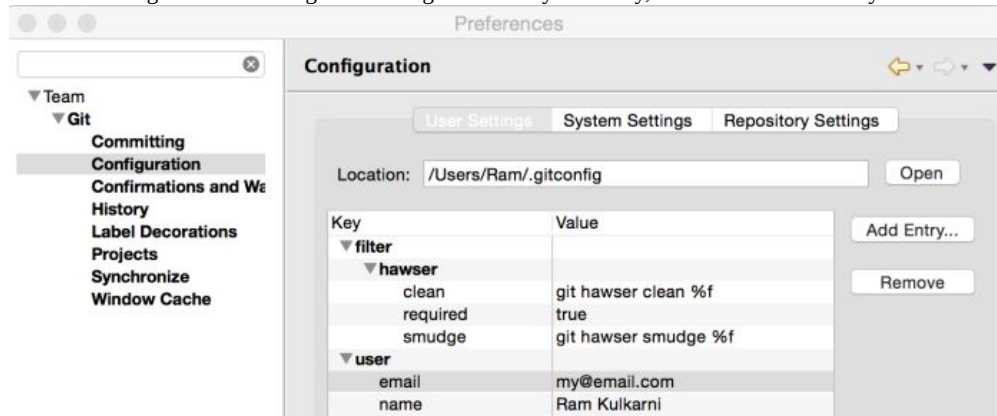 Preferences
Configuration
Team
Git
Committing
Configuration
Confirmations and Wa
History
Label Decorations
Projects
Synchronize
Window Cache
User Settings System Settings Repository Settings
Location: /Users/Ram/.gitconfig Open
Key Value
Add Entry...
filter
hawser
Remove
clean git hawser clean %f
required true
smudge git hawser smudge %f
user
email my@email.com
name Ram Kulkarni